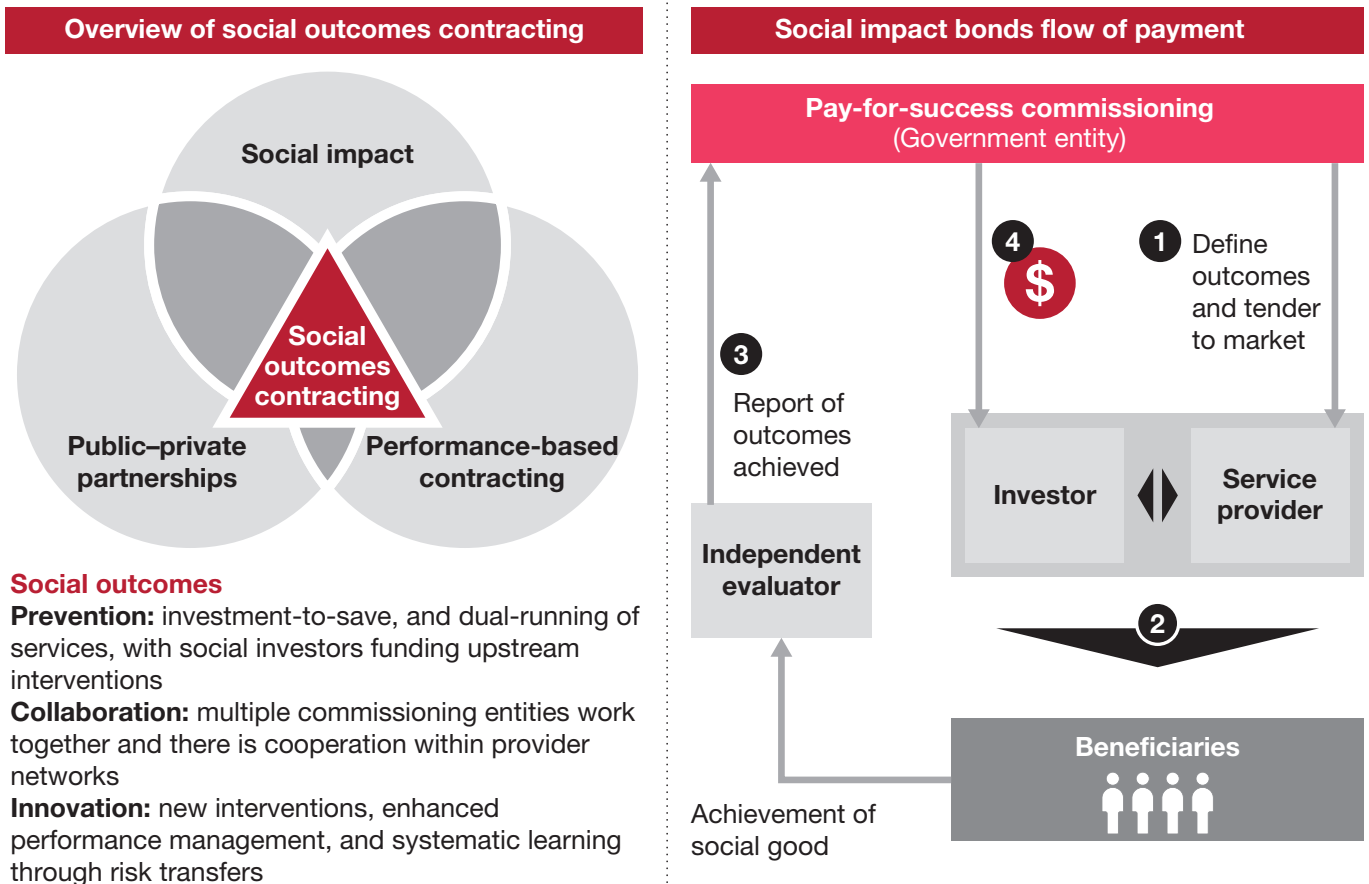 Overview of social outcomes contracting
Social impact
Social
outcomes
contracting
Public–private
partnerships
Performance-based
contracting
Social outcomes
Prevention: investment-to-save, and dual-running of
services, with social investors funding upstream
interventions
Collaboration: multiple commissioning entities work
together and there is cooperation within provider
networks
Innovation: new interventions, enhanced
performance management, and systematic learning
through risk transfers
Social impact bonds flow of payment
Pay-for-success commissioning
(Government entity)
4
$
1
Define
outcomes
and tender
to market
3
Report of
outcomes
achieved
Investor
Service
provider
Independent
evaluator
2
Beneficiaries
Achievement of
social good